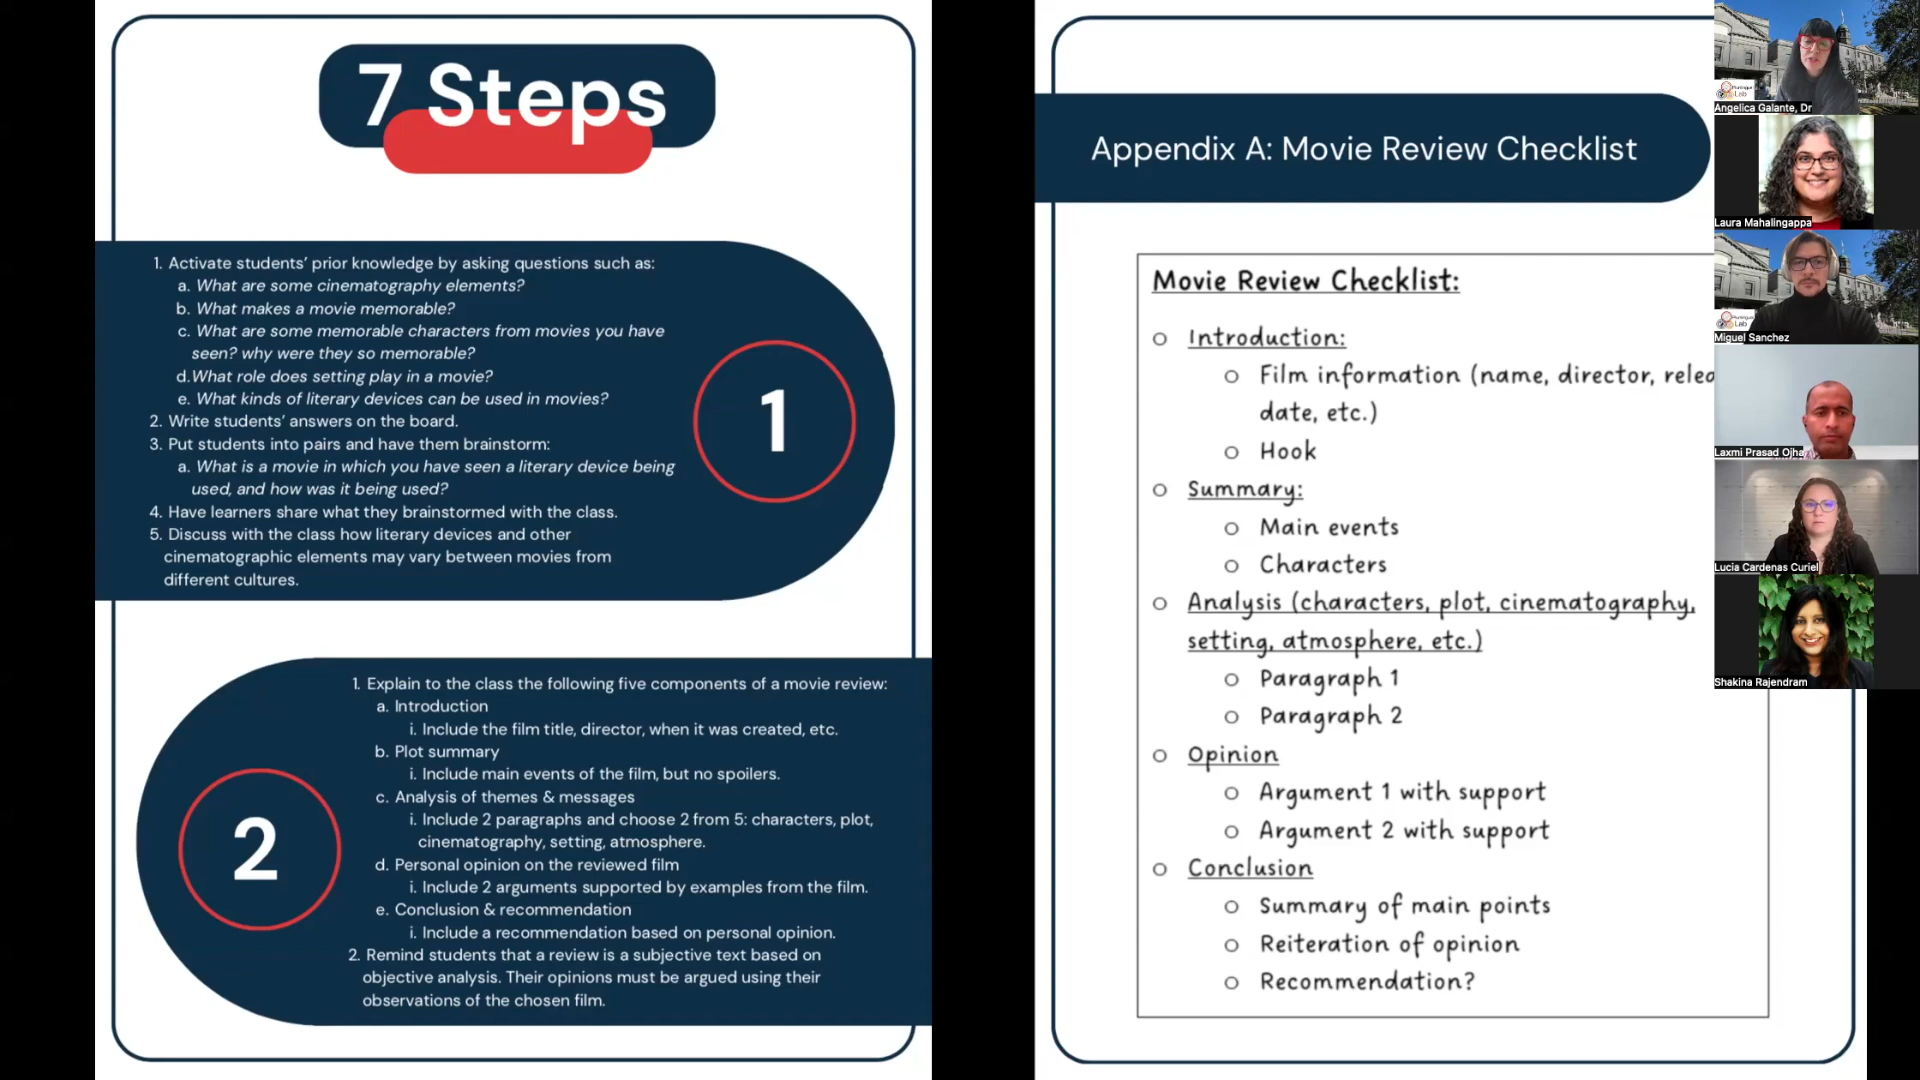 7 Steps
1. Activate students’ prior knowledge by asking questions such as:
a. What are some cinematography elements?
b. What makes a movie memorable?
c. What are some memorable characters from movies you have
seen? why were they so memorable?
d.What role does setting play in a movie?
e. What kinds of literary devices can be used in movies?
2. Write students’ answers on the board.
3. Put students into pairs and have them brainstorm:
a. What is a movie in which you have seen a literary device being
used, and how was it being used?
4. Have learners share what they brainstormed with the class.
5. Discuss with the class how literary devices and other
cinematographic elements may vary between movies from
different cultures.
1
2
1. Explain to the class the following five components of a movie review:
a. Introduction
i. Include the film title, director, when it was created, etc.
b. Plot summary
i. Include main events of the film, but no spoilers.
c. Analysis of themes & messages
i. Include 2 paragraphs and choose 2 from 5: characters, plot,
cinematography, setting, atmosphere.
d. Personal opinion on the reviewed film
i. Include 2 arguments supported by examples from the film.
e. Conclusion & recommendation
i. Include a recommendation based on personal opinion.
2. Remind students that a review is a subjective text based on
objective analysis. Their opinions must be argued using their
observations of the chosen film.
Appendix A: Movie Review Checklist
Movie Review Checklist:
Introduction:
Film information (name, director, relea
date, etc.)
Hook
Summary:
Main events
Characters
Analysis (characters, plot, cinematography,
setting, atmosphere, etc.)
Paragraph 1
Paragraph 2
Opinion
Argument 1 with support
Argument 2 with support
Conclusion
Summary of main points
Reiteration of opinion
Recommendation?
Angelica Galante, Dr
Laura Mahalingappa
Miguel Sanchez
Laxmi Prasad Ojha
Lucia Cardenas Curiel
Shakina Rajendram